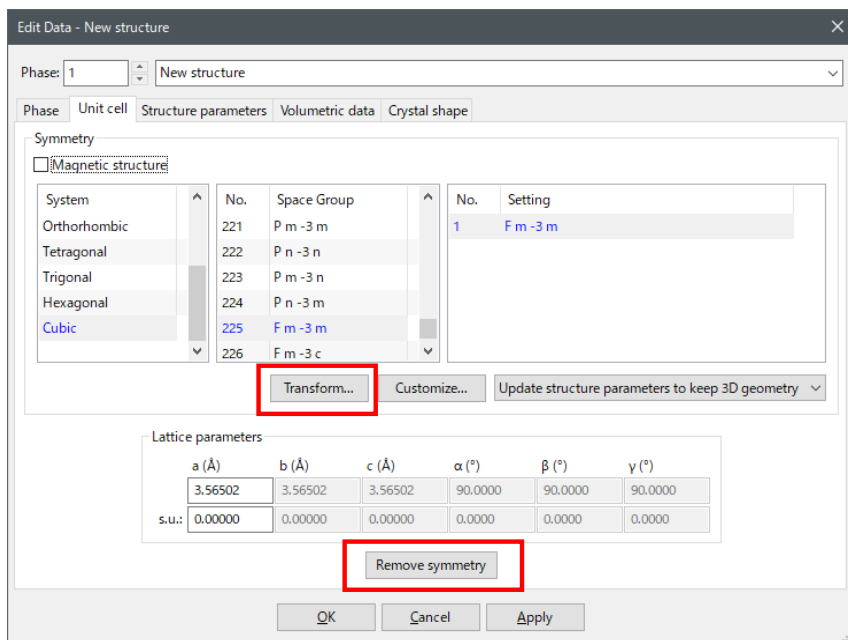 Edit Data - New structure
Phase: 1 New structure
Phase Unit cell Structure parameters Volumetric data Crystal shape
Symmetry
Magnetic structure
System No. Space Group No. Setting
Orthorhombic 221 P m -3 m 1 F m -3 m
Tetragonal 222 P n -3 n
Trigonal 223 P m -3 n
Hexagonal 224 P n -3 m
Cubic 225 F m -3 m
226 F m -3 c
Transform... Customize... Update structure parameters to keep 3D geometry
Lattice parameters
a (Å) b (Å) c (Å) α (°) β (°) γ (°)
3.56502 3.56502 3.56502 90.0000 90.0000 90.0000
s.u.: 0.00000 0.00000 0.00000 0.0000 0.0000 0.0000
Remove symmetry
OK Cancel Apply